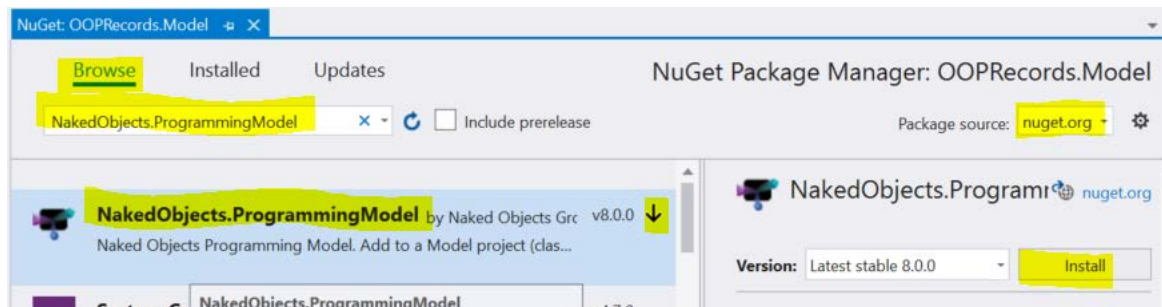 NuGet: OOPRecords.Model
Browse Installed Updates
NuGet Package Manager: OOPRecords.Model
NakedObjects.ProgrammingModel
Include prerelease
Package source: nuget.org
NakedObjects.ProgrammingModel by Naked Objects Grc v8.0.0
Naked Objects Programming Model. Add to a Model project (clas...
NakedObjects.Programm nuget.org
Version: Latest stable 8.0.0 Install
NakedObjects.ProgrammingModel